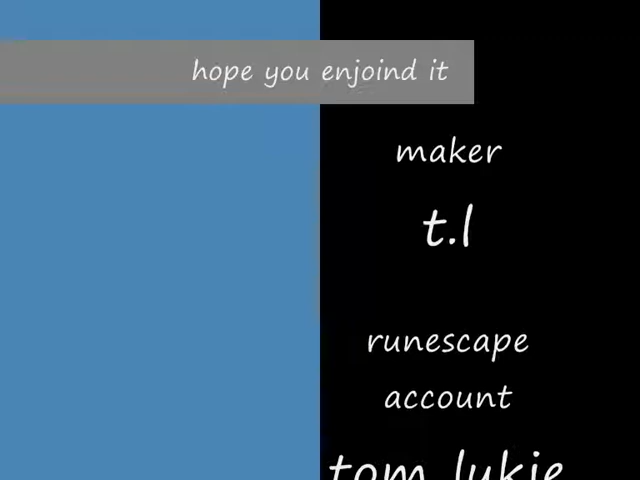 hope you enjoind it
maker
t.l
runescape
account
tom lukie